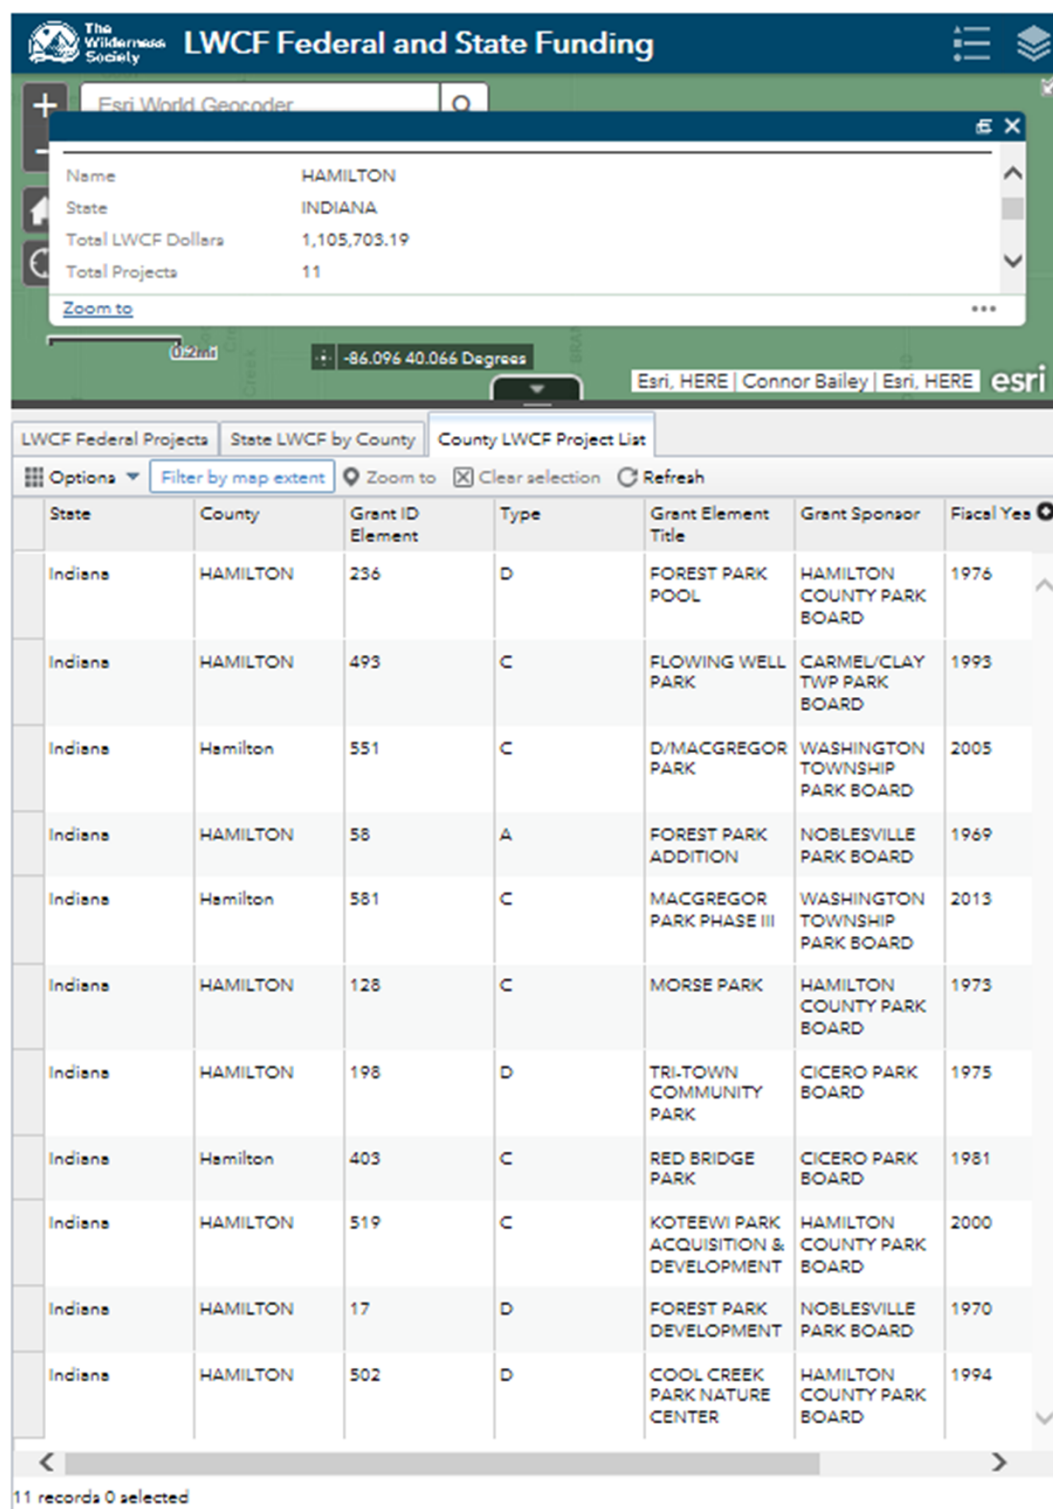 The
Wilderness
Society
LWCF Federal and State Funding
Esri World Geocoder
Name HAMILTON
State INDIANA
Total LWCF Dollars 1,105,703.19
Total Projects 11
Zoom to
0.2mi
-86.096 40.066 Degrees
Esri, HERE | Connor Bailey | Esri, HERE esri
LWCF Federal Projects State LWCF by County County LWCF Project List
Options Filter by map extent Zoom to Clear selection Refresh
State County Grant ID Type Grant Element Grant Sponsor Fiscal Yea
Element Title
Indiana HAMILTON 236 D FOREST PARK HAMILTON 1976
POOL COUNTY PARK
BOARD
Indiana HAMILTON 493 C FLOWING WELL CARMEL/CLAY 1993
PARK TWP PARK
BOARD
Indiana Hamilton 551 C D/MACGREGOR WASHINGTON 2005
PARK TOWNSHIP
PARK BOARD
Indiana HAMILTON 58 A FOREST PARK NOBLESVILLE 1969
ADDITION PARK BOARD
Indiana Hamilton 581 C MACGREGOR WASHINGTON 2013
PARK PHASE III TOWNSHIP
PARK BOARD
Indiana HAMILTON 128 C MORSE PARK HAMILTON 1973
COUNTY PARK
BOARD
Indiana HAMILTON 198 D TRI-TOWN CICERO PARK 1975
COMMUNITY BOARD
PARK
Indiana Hamilton 403 C RED BRIDGE CICERO PARK 1981
PARK BOARD
Indiana HAMILTON 519 C KOTEEWI PARK HAMILTON 2000
ACQUISITION & COUNTY PARK
DEVELOPMENT BOARD
Indiana HAMILTON 17 D FOREST PARK NOBLESVILLE 1970
DEVELOPMENT PARK BOARD
Indiana HAMILTON 502 D COOL CREEK HAMILTON 1994
PARK NATURE COUNTY PARK
CENTER BOARD
11 records 0 selected